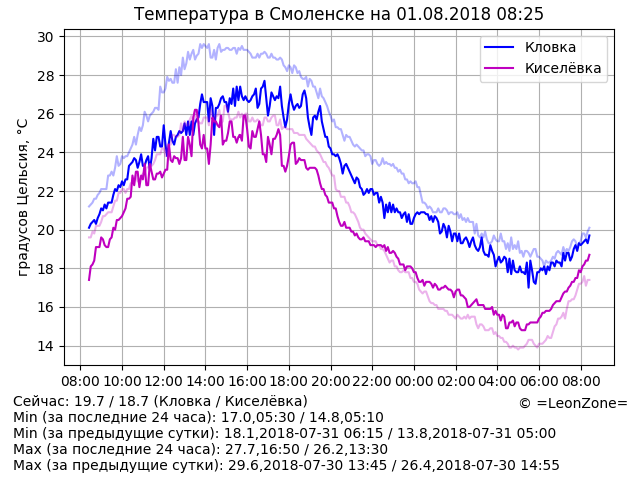 Температура в Смоленске на 01.08.2018 08:25
градусов Цельсия, °C
30
28
26
24
22
20
18
16
14
Кловка
Киселёвка
08:00 10:00 12:00 14:00 16:00 18:00 20:00 22:00 00:00 02:00 04:00 06:00 08:00
Сейчас: 19.7 / 18.7 (Кловка / Киселёвка)
© =LeonZone=
Min (за последние 24 часа): 17.0,05:30 / 14.8,05:10
Min (за предыдущие сутки): 18.1,2018-07-31 06:15 / 13.8,2018-07-31 05:00
Max (за последние 24 часа): 27.7,16:50 / 26.2,13:30
Max (за предыдущие сутки): 29.6,2018-07-30 13:45 / 26.4,2018-07-30 14:55